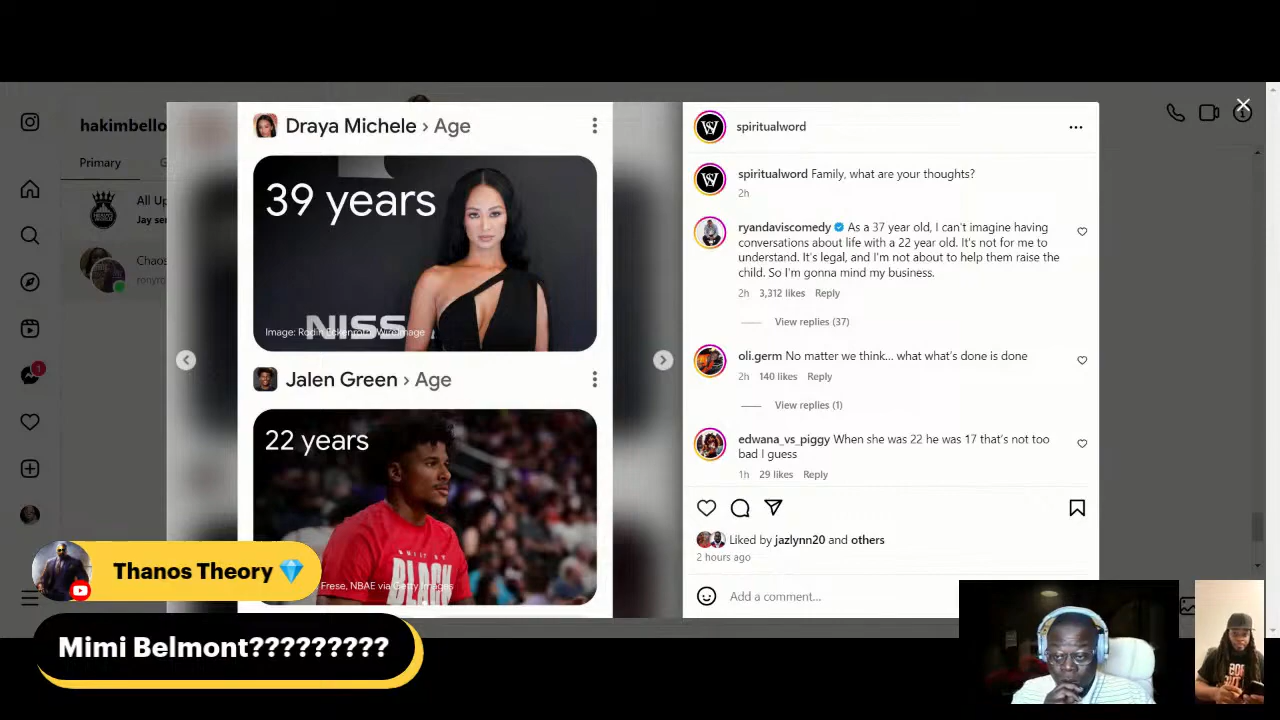 hakimbello
Primary
G
All Up
Jay ser
Chaos
ronyrc
1
Draya Michele › Age
39 years
NISS
Image: Rodin Eckenroth, WireImage
Jalen Green › Age
22 years
BLACK
Frese, NBAE via Getty Images
spiritualword
spiritualword Family, what are your thoughts?
2h
ryandaviscomedy As a 37 year old, I can't imagine having
conversations about life with a 22 year old. It's not for me to
understand. It's legal, and I'm not about to help them raise the
child. So I'm gonna mind my business.
2h 3,312 likes Reply
View replies (37)
oli.germ No matter we think... what what's done is done
2h 140 likes Reply
View replies (1)
edwana_vs_piggy When she was 22 he was 17 that's not too
bad I guess
1h 29 likes Reply
Liked by jazlynn20 and others
2 hours ago
Add a comment...
Thanos Theory 💎
Mimi Belmont?????????